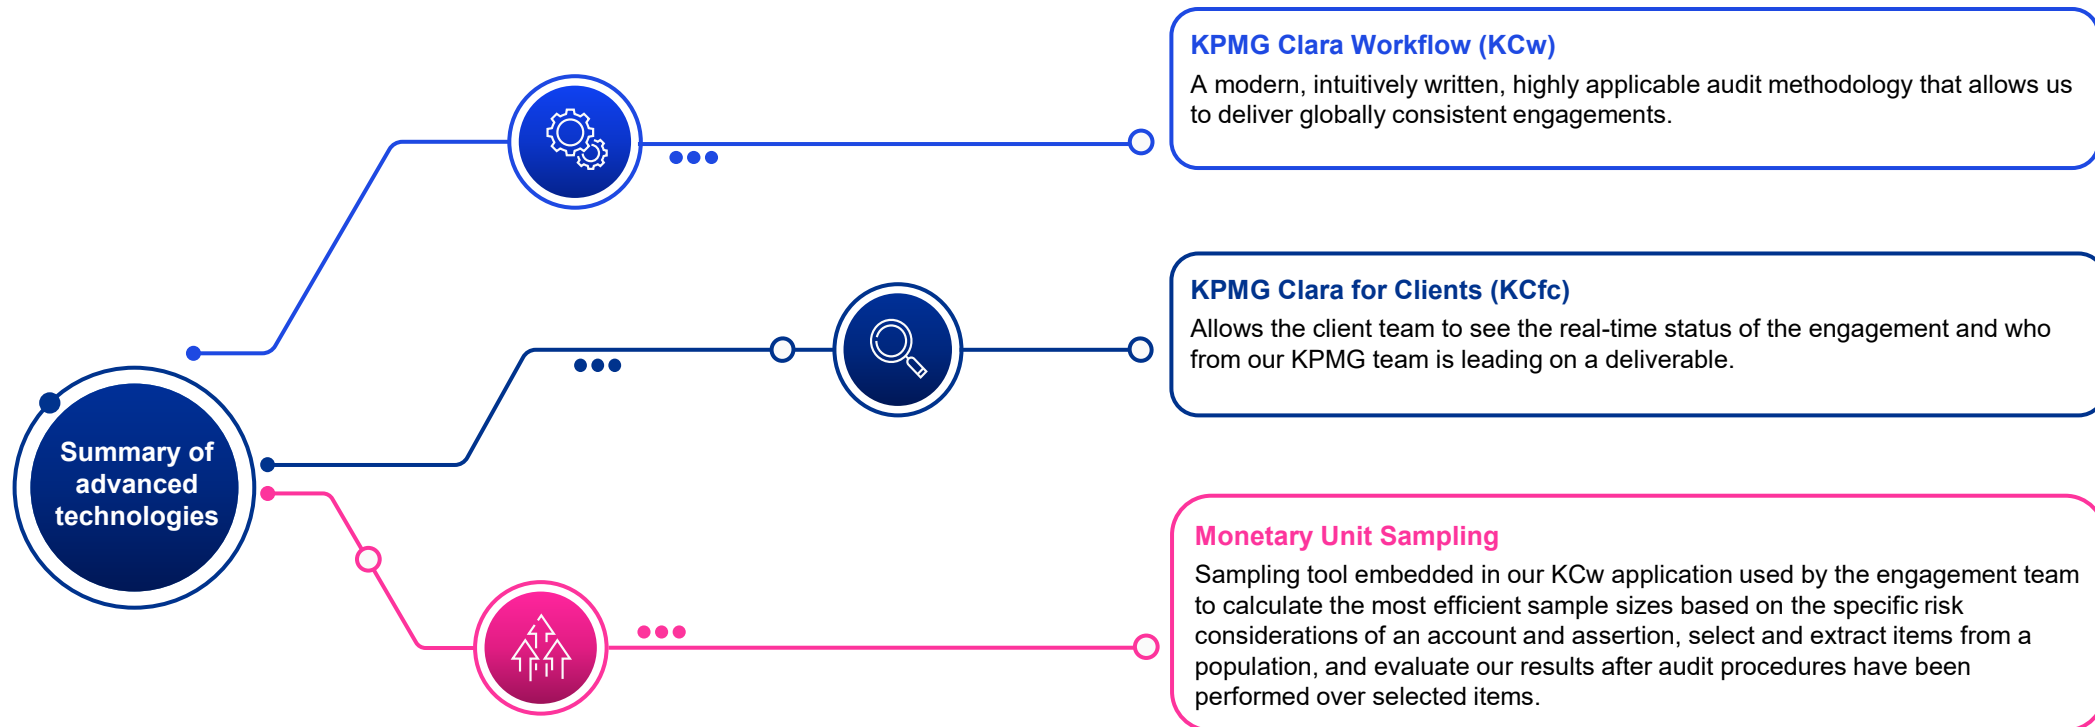 KPMG Clara Workflow (KCw)
A modern, intuitively written, highly applicable audit methodology that allows us
to deliver globally consistent engagements.
KPMG Clara for Clients (KCfc)
Allows the client team to see the real-time status of the engagement and who
from our KPMG team is leading on a deliverable.
Summary of
advanced
technologies
Monetary Unit Sampling
Sampling tool embedded in our KCw application used by the engagement team
to calculate the most efficient sample sizes based on the specific risk
considerations of an account and assertion, select and extract items from a
population, and evaluate our results after audit procedures have been
performed over selected items.